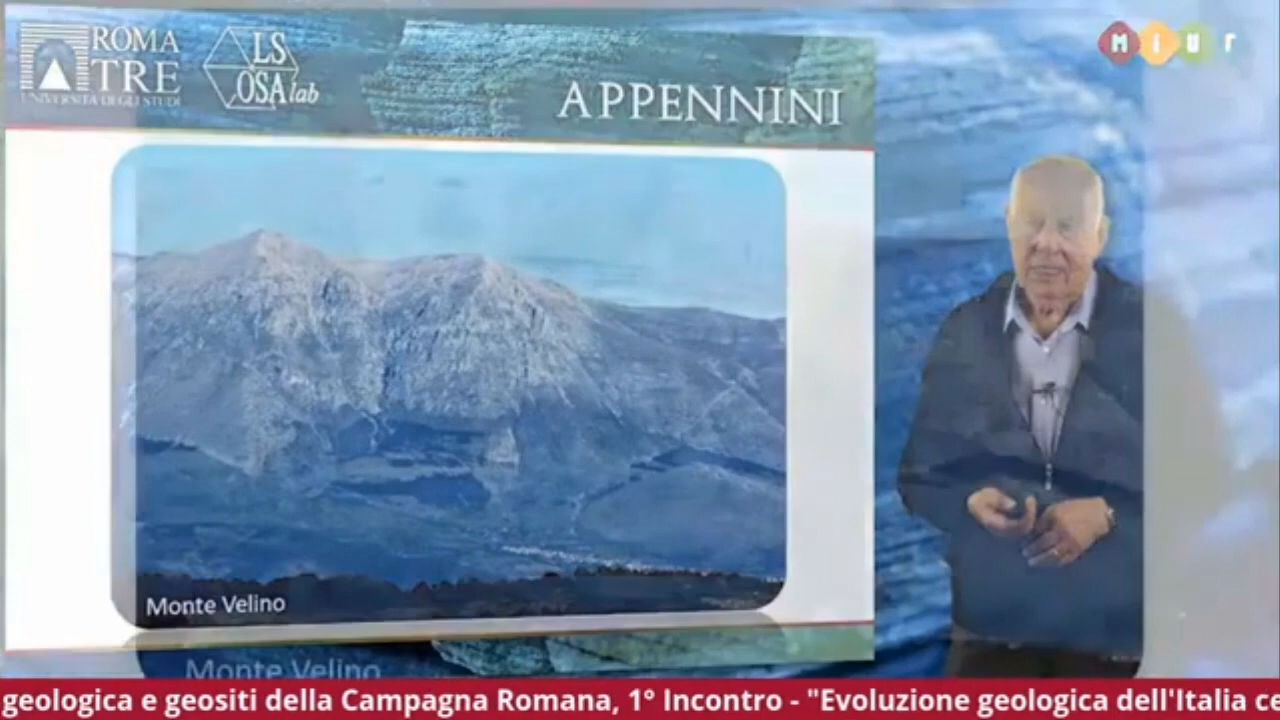 ROMA
TRE
UNIVERSITÀ DEGLI STUDI
LS
OSA lab
APPENNINI
Miur
Monte Velino
Monte Velino
geologica e geositi della Campagna Romana, 1° Incontro - "Evoluzione geologica dell'Italia ce